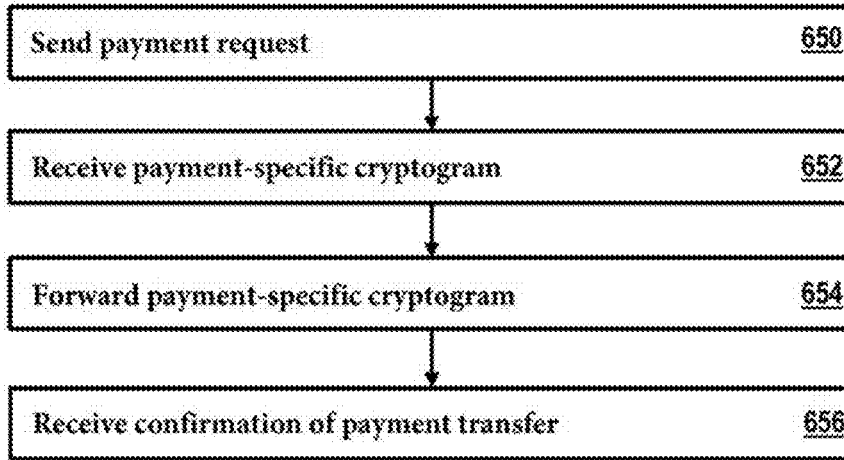 Send payment request 650
Receive payment-specific cryptogram 652
Forward payment-specific cryptogram 654
Receive confirmation of payment transfer 656